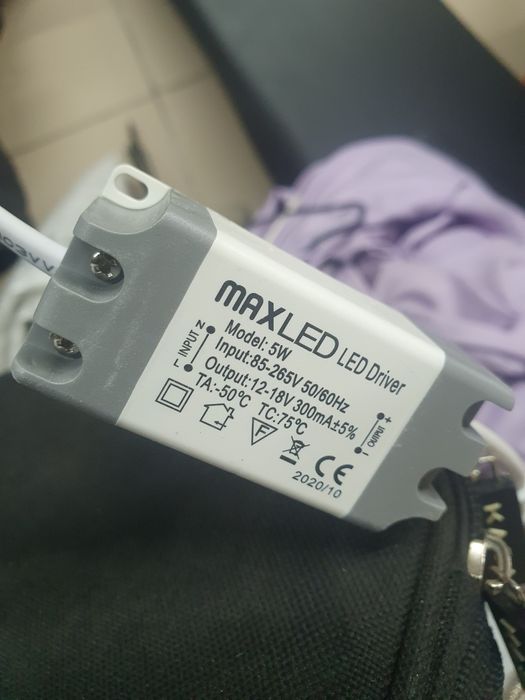 MAXLED LED Driver
Model: 5W
Input:85-265V 50/60Hz
Output:12-18V 300mA±5%
TA:-50℃ TC:75℃
INPUT
N
L
OUTPUT
+
-
F
CE
2020/10